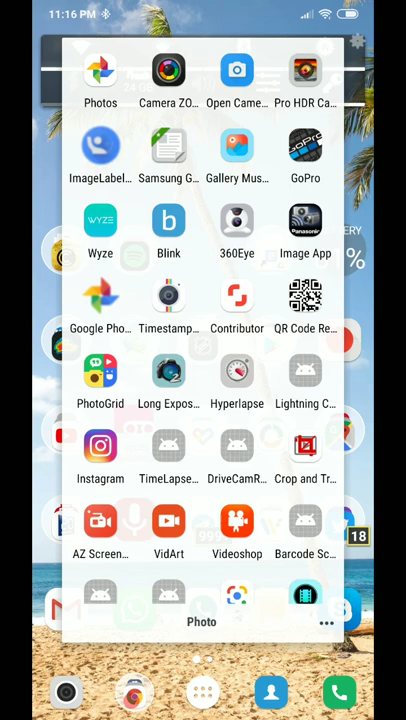 11:16 PM
Photos Camera ZO... Open Came... Pro HDR Ca...
ImageLabel... Samsung G... Gallery Mus... GoPro
WYZE
Panasonic
Wyze Blink 360Eye Image App
%
Google Pho... Timestamp... Contributor QR Code Re...
PhotoGrid Long Expos... Hyperlapse Lightning C...
Instagram TimeLapse... DriveCamR... Crop and Tr...
AZ Screen... VidArt Videoshop Barcode Sc...
18
Photo